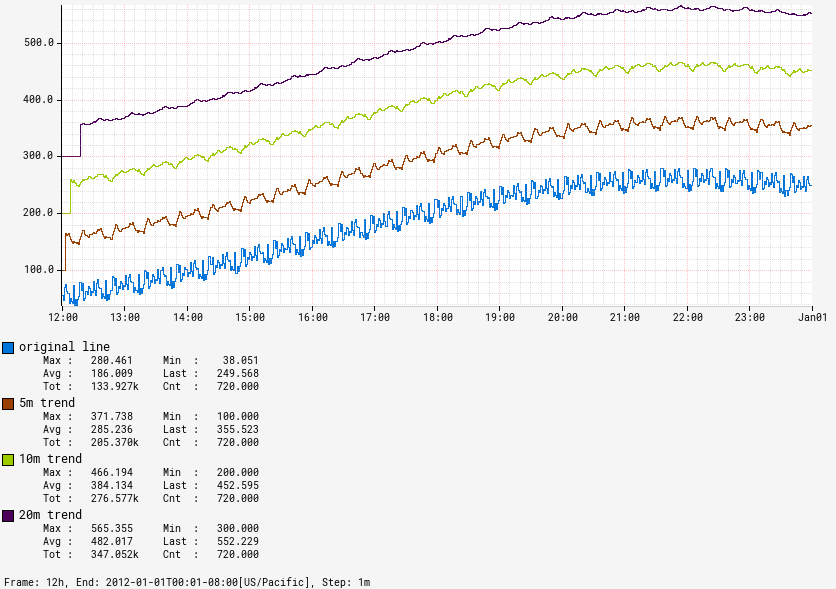 500.0
400.0
300.0
200.0
100.0
12:00 13:00 14:00 15:00 16:00 17:00 18:00 19:00 20:00 21:00 22:00 23:00 Jan01
original line
Max : 280.461 Min : 38.051
Avg : 186.009 Last : 249.568
Tot : 133.927k Cnt : 720.000
5m trend
Max : 371.738 Min : 100.000
Avg : 285.236 Last : 355.523
Tot : 205.370k Cnt : 720.000
10m trend
Max : 466.194 Min : 200.000
Avg : 384.134 Last : 452.595
Tot : 276.577k Cnt : 720.000
20m trend
Max : 565.355 Min : 300.000
Avg : 482.017 Last : 552.229
Tot : 347.052k Cnt : 720.000
Frame: 12h, End: 2012-01-01T00:01-08:00[US/Pacific], Step: 1m